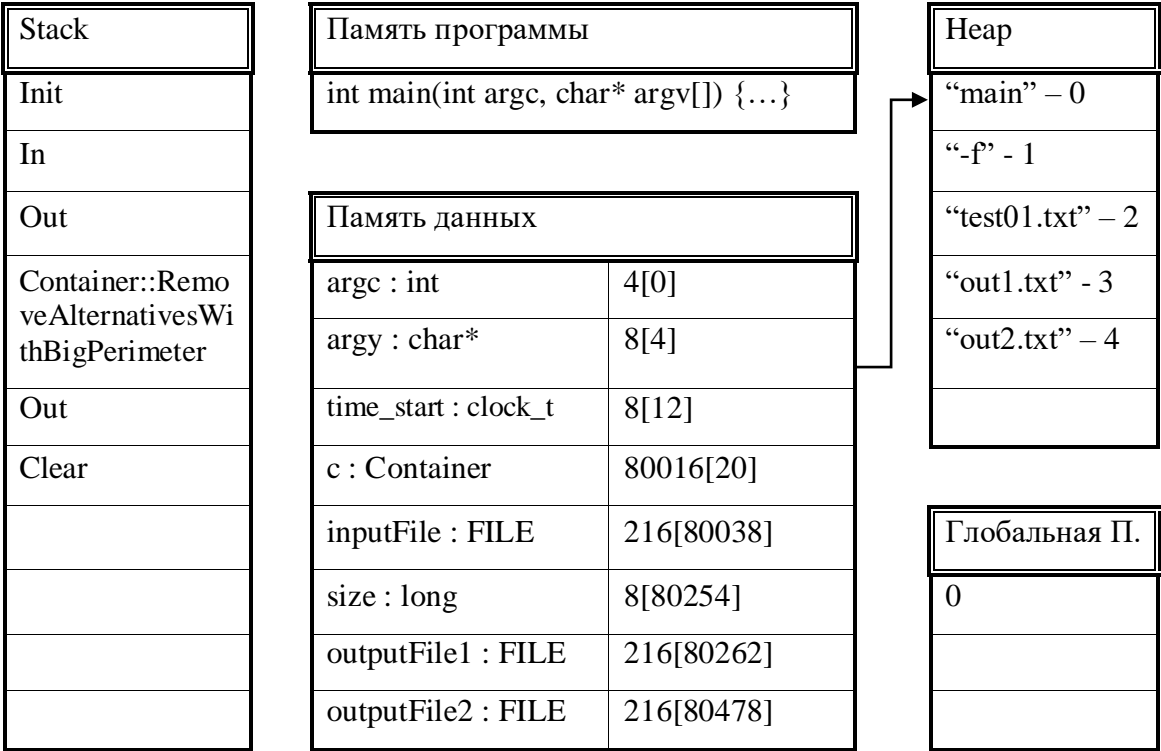 Stack
Init
In
Out
Container::Remo
veAlternativesWi
thBigPerimeter
Out
Clear
Память программы
int main(int argc, char* argv[]) {…}
Память данных
argc : int 4[0]
argy : char* 8[4]
time_start : clock_t 8[12]
c : Container 80016[20]
inputFile : FILE 216[80038]
size : long 8[80254]
outputFile1 : FILE 216[80262]
outputFile2 : FILE 216[80478]
Heap
“main” – 0
“-f” - 1
“test01.txt” – 2
“out1.txt” - 3
“out2.txt” – 4
Глобальная П.
0